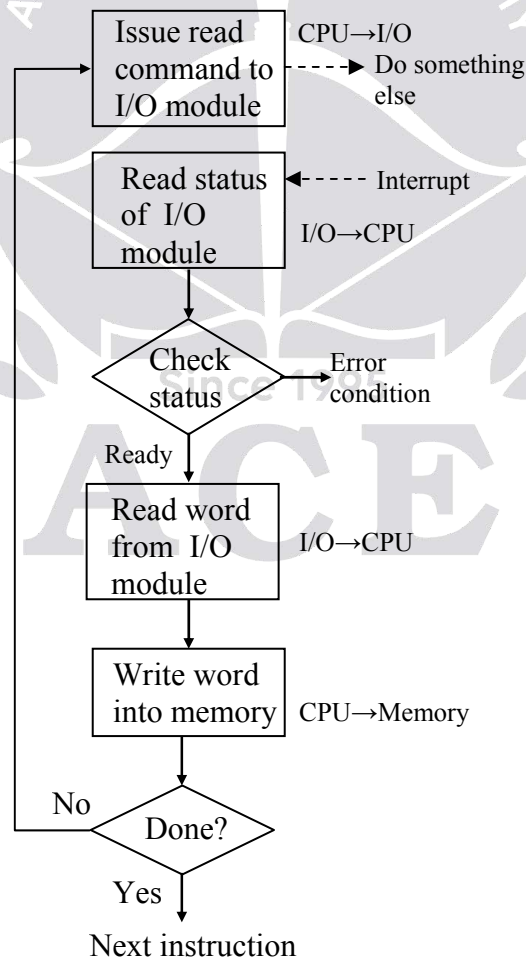 Issue read
command to
I/O module
CPU→I/O
Do something
else
Read status
of I/O
module
Interrupt
I/O→CPU
Check
status
Error
condition
Since 1995
ACE
Ready
Read word
from I/O
module
I/O→CPU
Write word
into memory
CPU→Memory
No
Done?
Yes
Next instruction